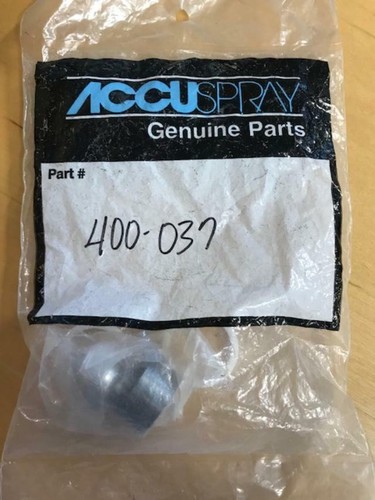 ACCUSPRAY
Genuine Parts
Part #
400-037